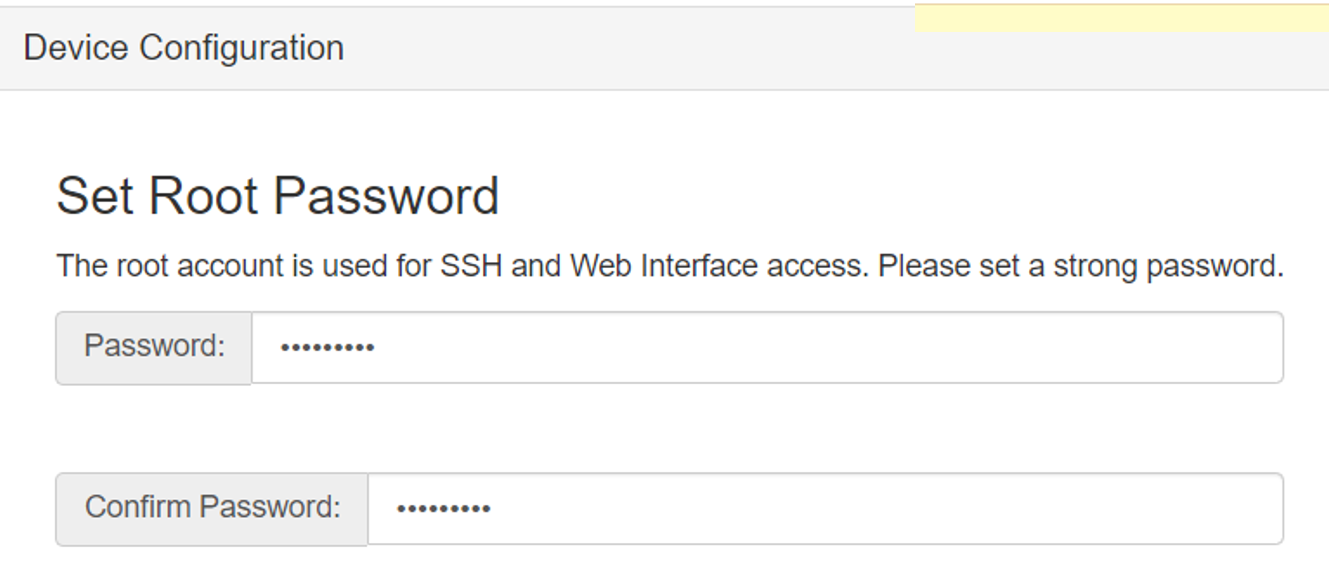 Device Configuration
Set Root Password
The root account is used for SSH and Web Interface access. Please set a strong password.
Password: •••••••••
Confirm Password: •••••••••